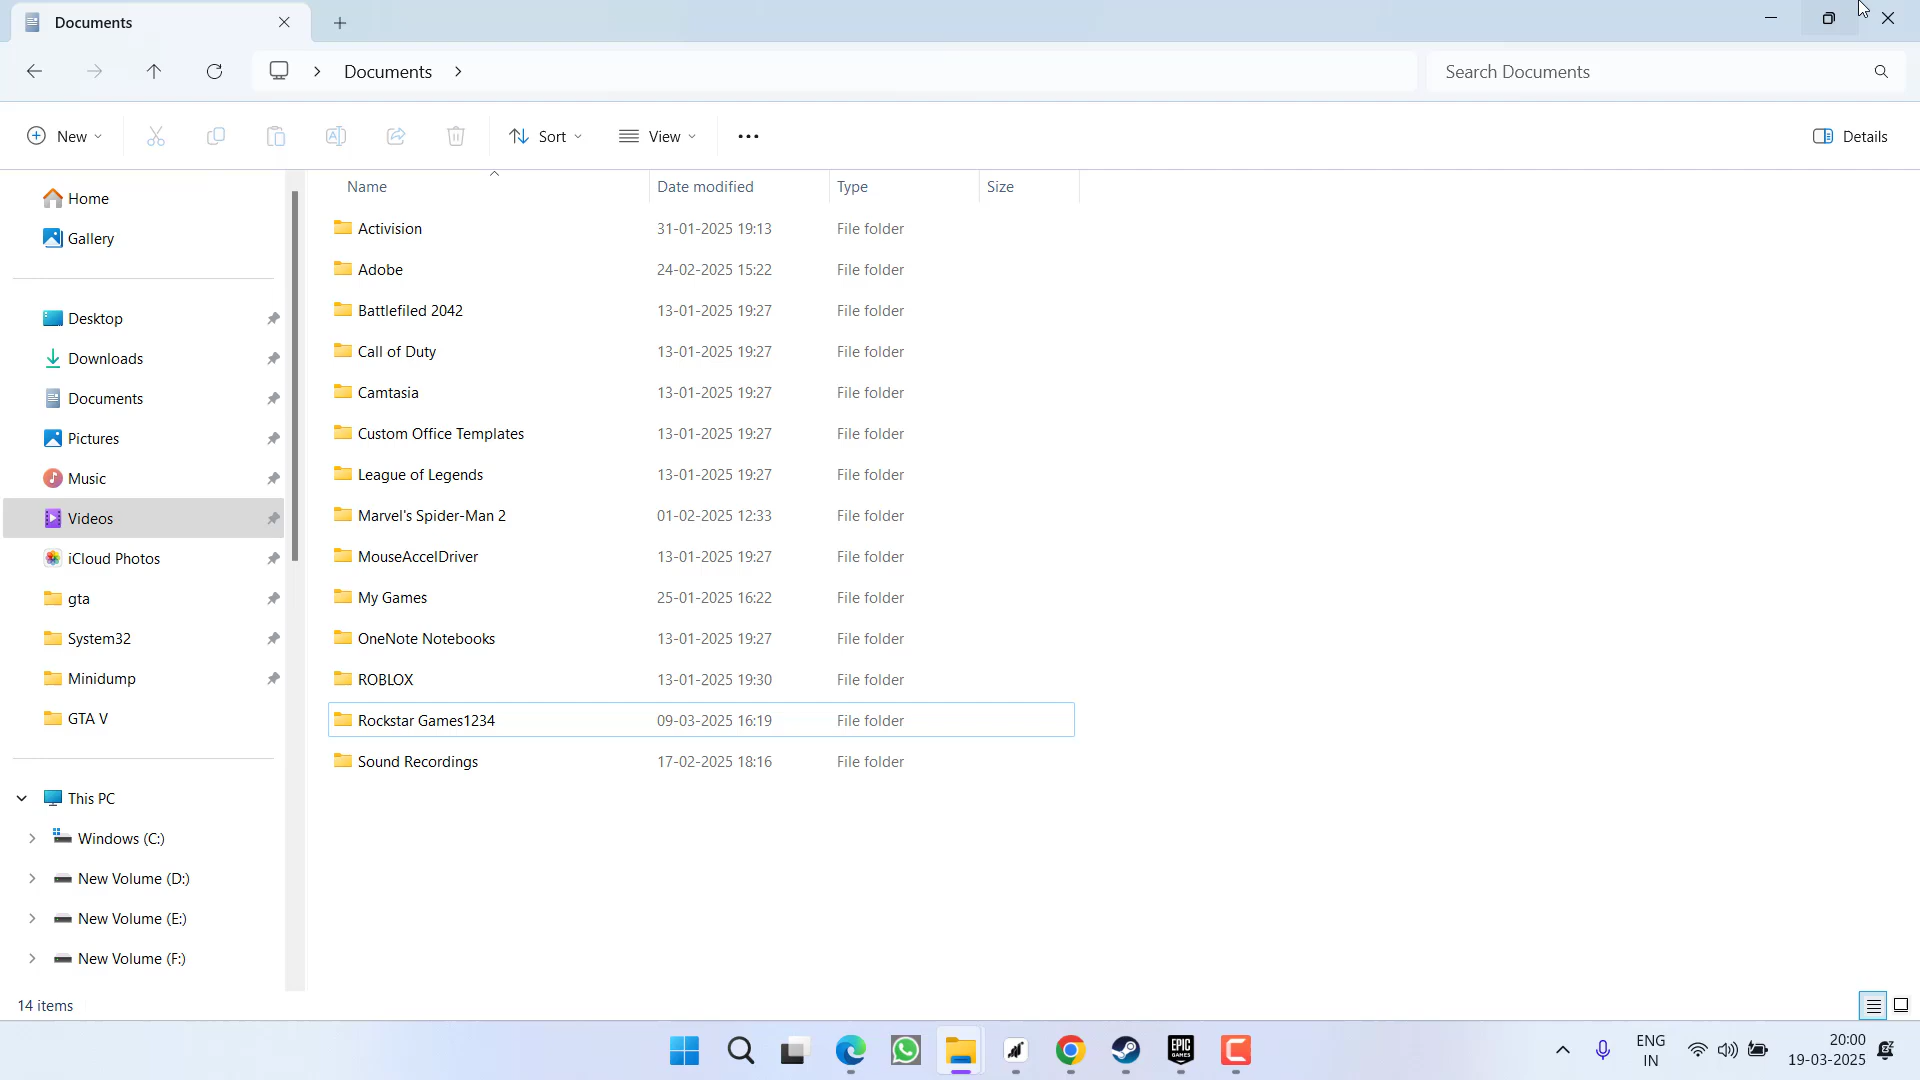 Documents
Documents
Search Documents
New
Sort
View
Details
Name
Date modified
Type
Size
Home
Gallery
Desktop
Downloads
Documents
Pictures
Music
Videos
iCloud Photos
gta
System32
Minidump
GTA V
This PC
Windows (C:)
New Volume (D:)
New Volume (E:)
New Volume (F:)
Activision 31-01-2025 19:13 File folder
Adobe 24-02-2025 15:22 File folder
Battlefiled 2042 13-01-2025 19:27 File folder
Call of Duty 13-01-2025 19:27 File folder
Camtasia 13-01-2025 19:27 File folder
Custom Office Templates 13-01-2025 19:27 File folder
League of Legends 13-01-2025 19:27 File folder
Marvel's Spider-Man 2 01-02-2025 12:33 File folder
MouseAccelDriver 13-01-2025 19:27 File folder
My Games 25-01-2025 16:22 File folder
OneNote Notebooks 13-01-2025 19:27 File folder
ROBLOX 13-01-2025 19:30 File folder
Rockstar Games1234 09-03-2025 16:19 File folder
Sound Recordings 17-02-2025 18:16 File folder
14 items
EPIC
GAMES
ENG
IN
20:00
19-03-2025